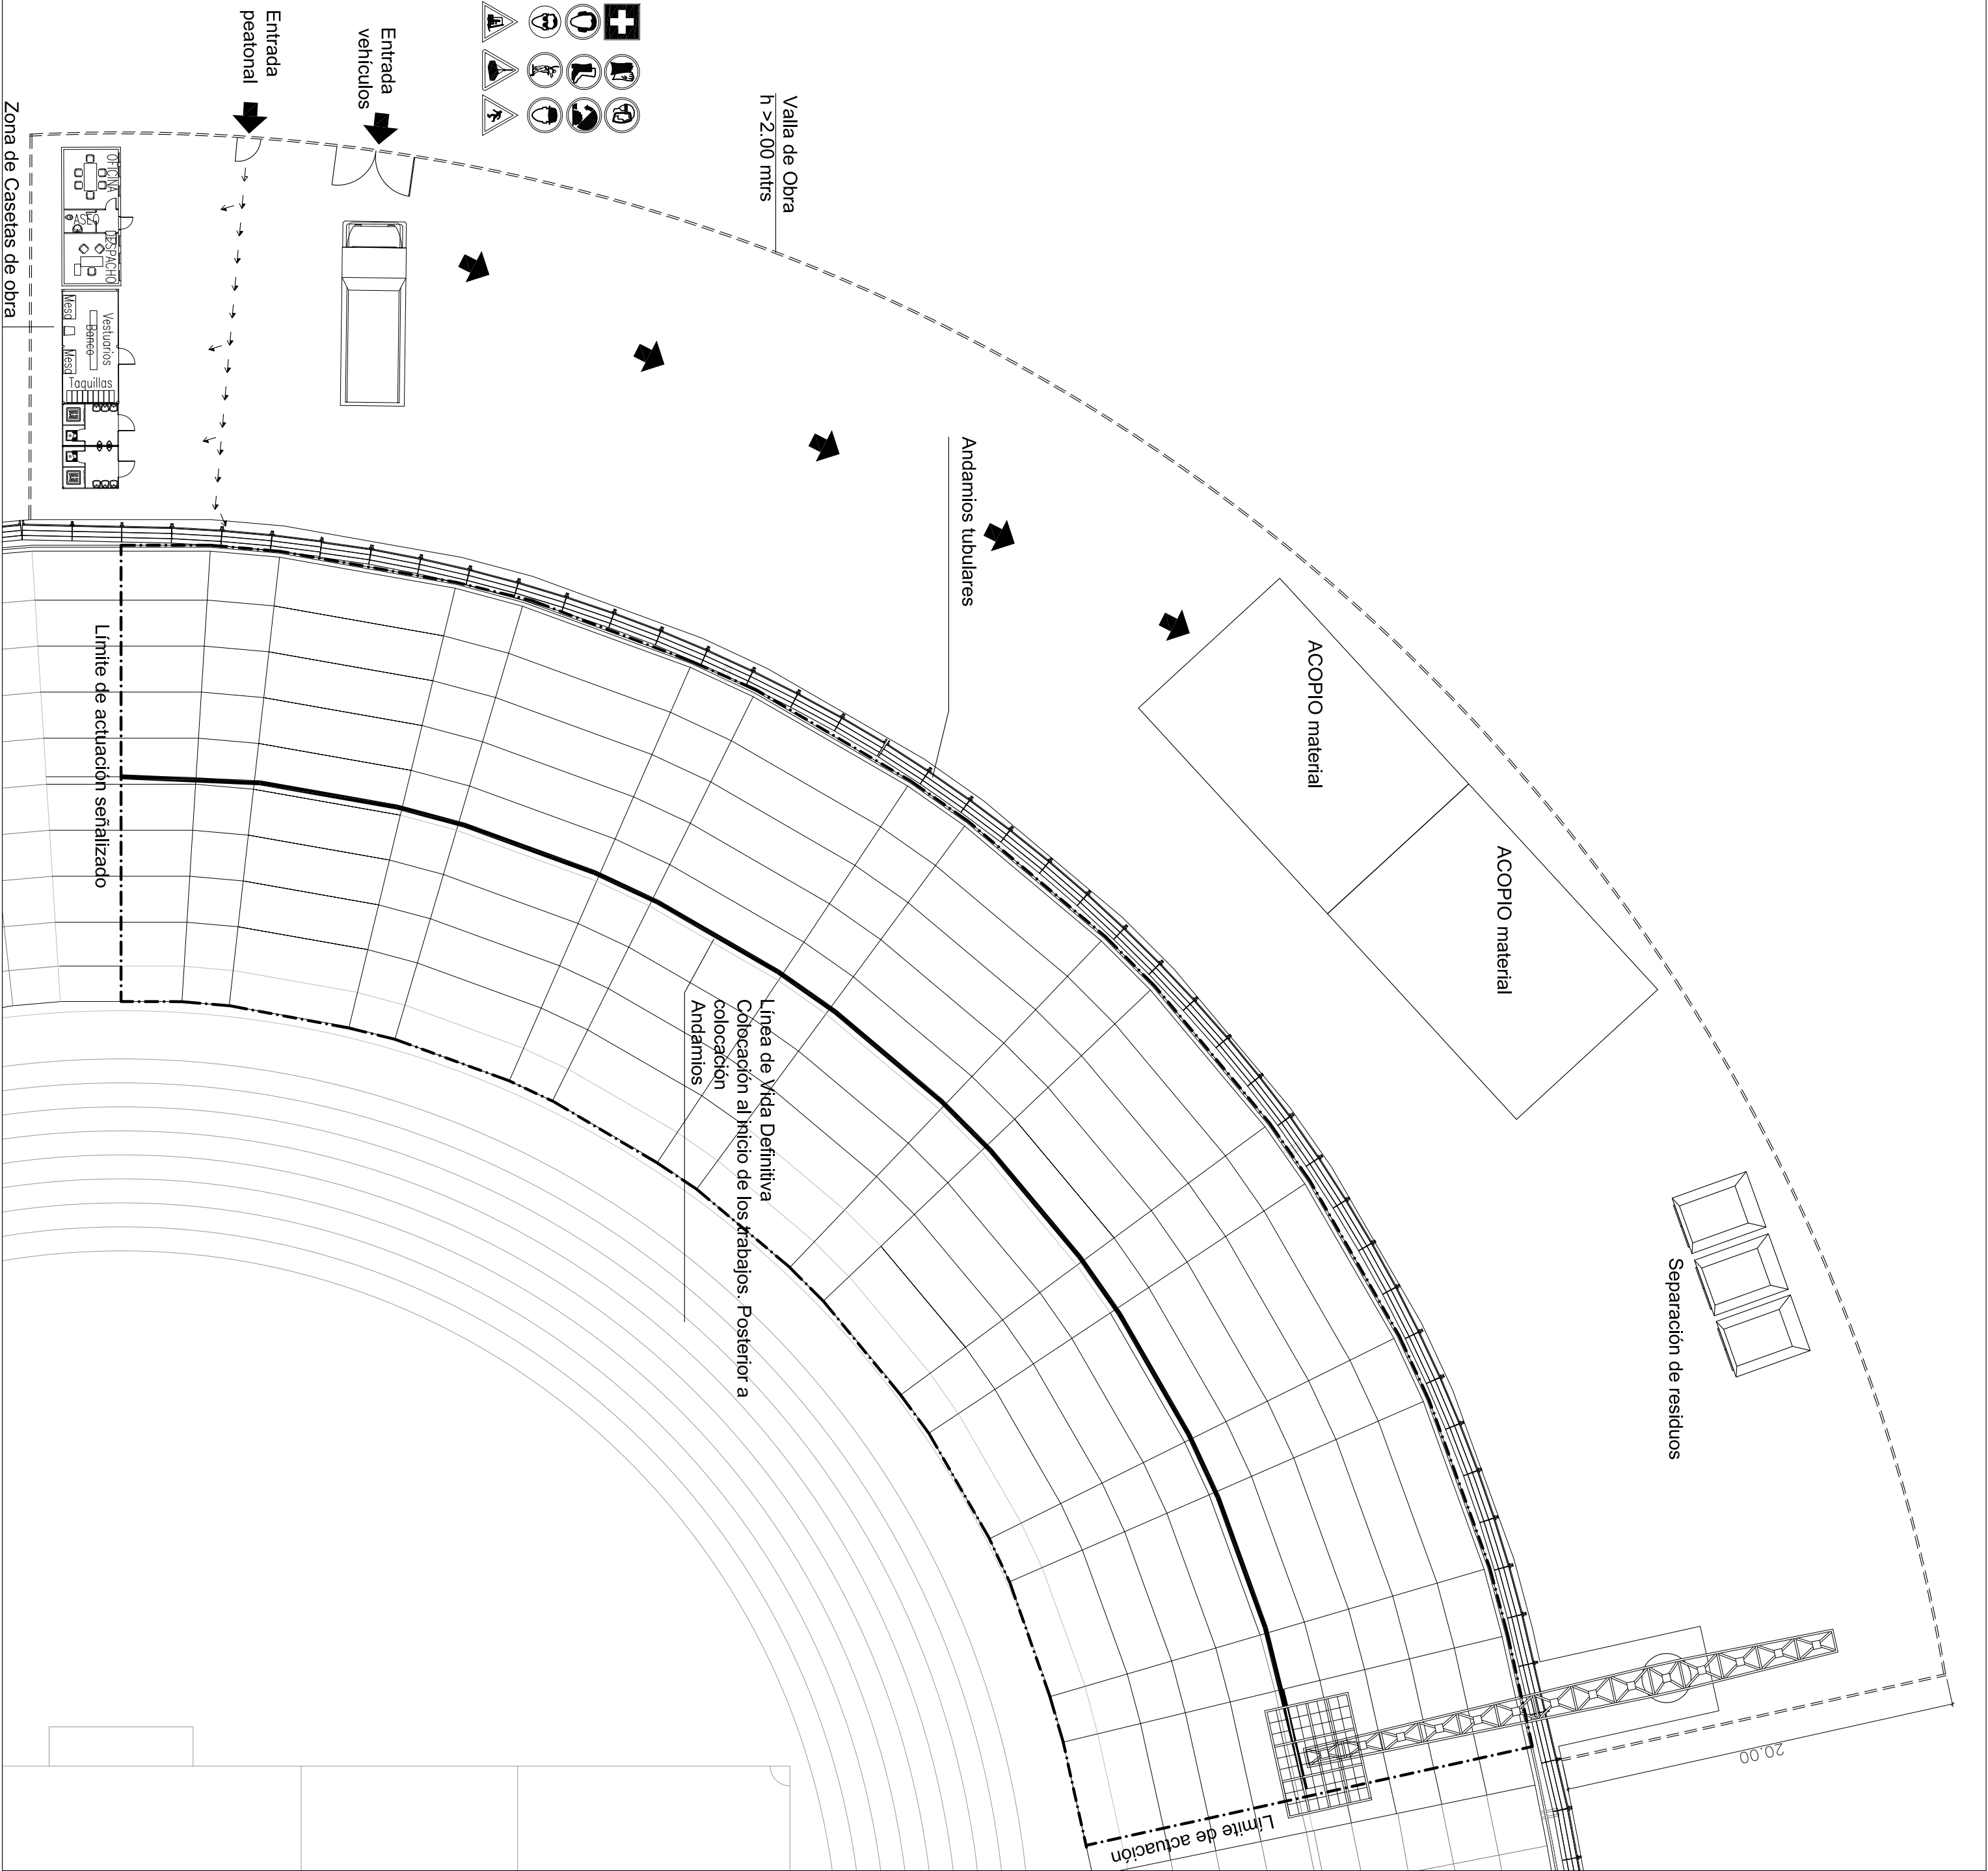 Entrada
peatonal
Entrada
vehículos
Valla de Obra
h >2.00 mtrs
Zona de Casetas de obra
OFICINA
ASEO
DESPACHO
Vestuarios
Banco
Mesa
Mesa
Taquillas
Andamios tubulares
ACOPIO material
ACOPIO material
Límite de actuación señalizado
Línea de Vida Definitiva
Colocación al inicio de los trabajos. Posterior a
colocación
Andamios
Separación de residuos
20.00
Límite de actuación